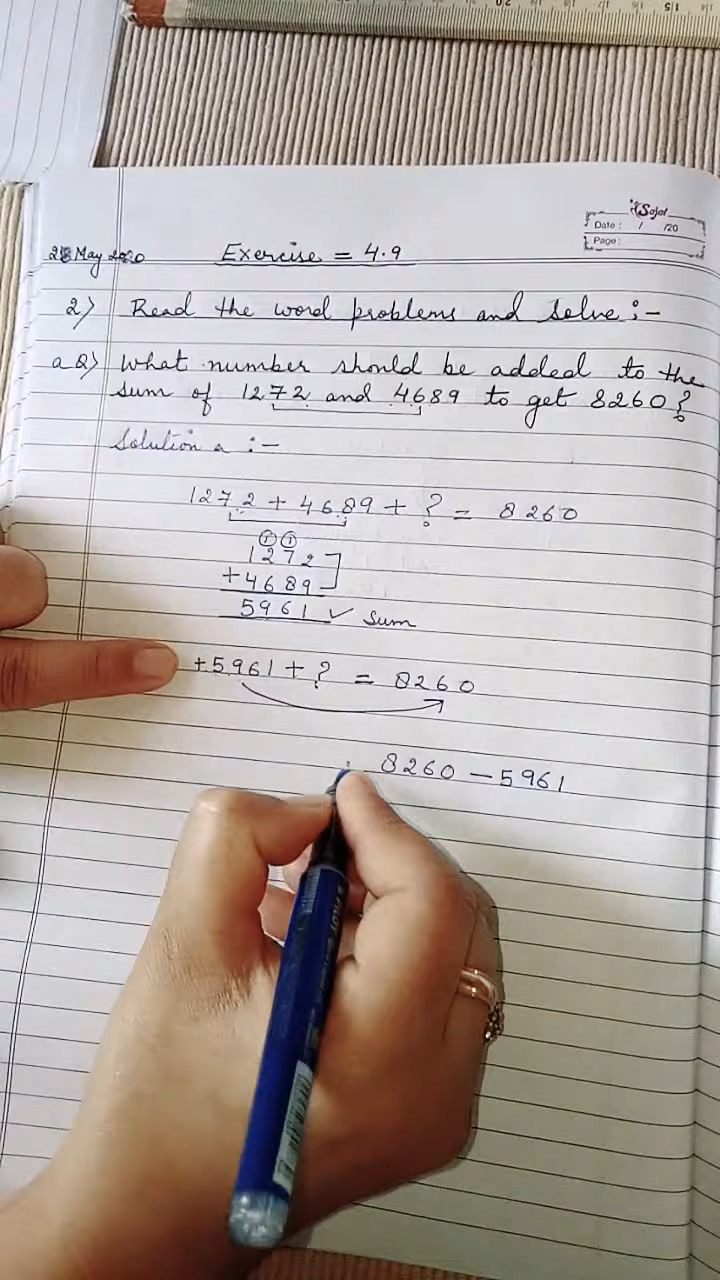 28 May 2020 Exercise = 4.9
Sajal
Date : / /20
Page:
2) Read the word problems and solve :-
a Q) What number should be added to the
sum of 1272 and 4689 to get 8260?
Solution a :-
1272 + 4689 + ? = 8260
1 1
1272
+4689
5961 ✓ Sum
+5961 + ? = 8260
8260 - 5961